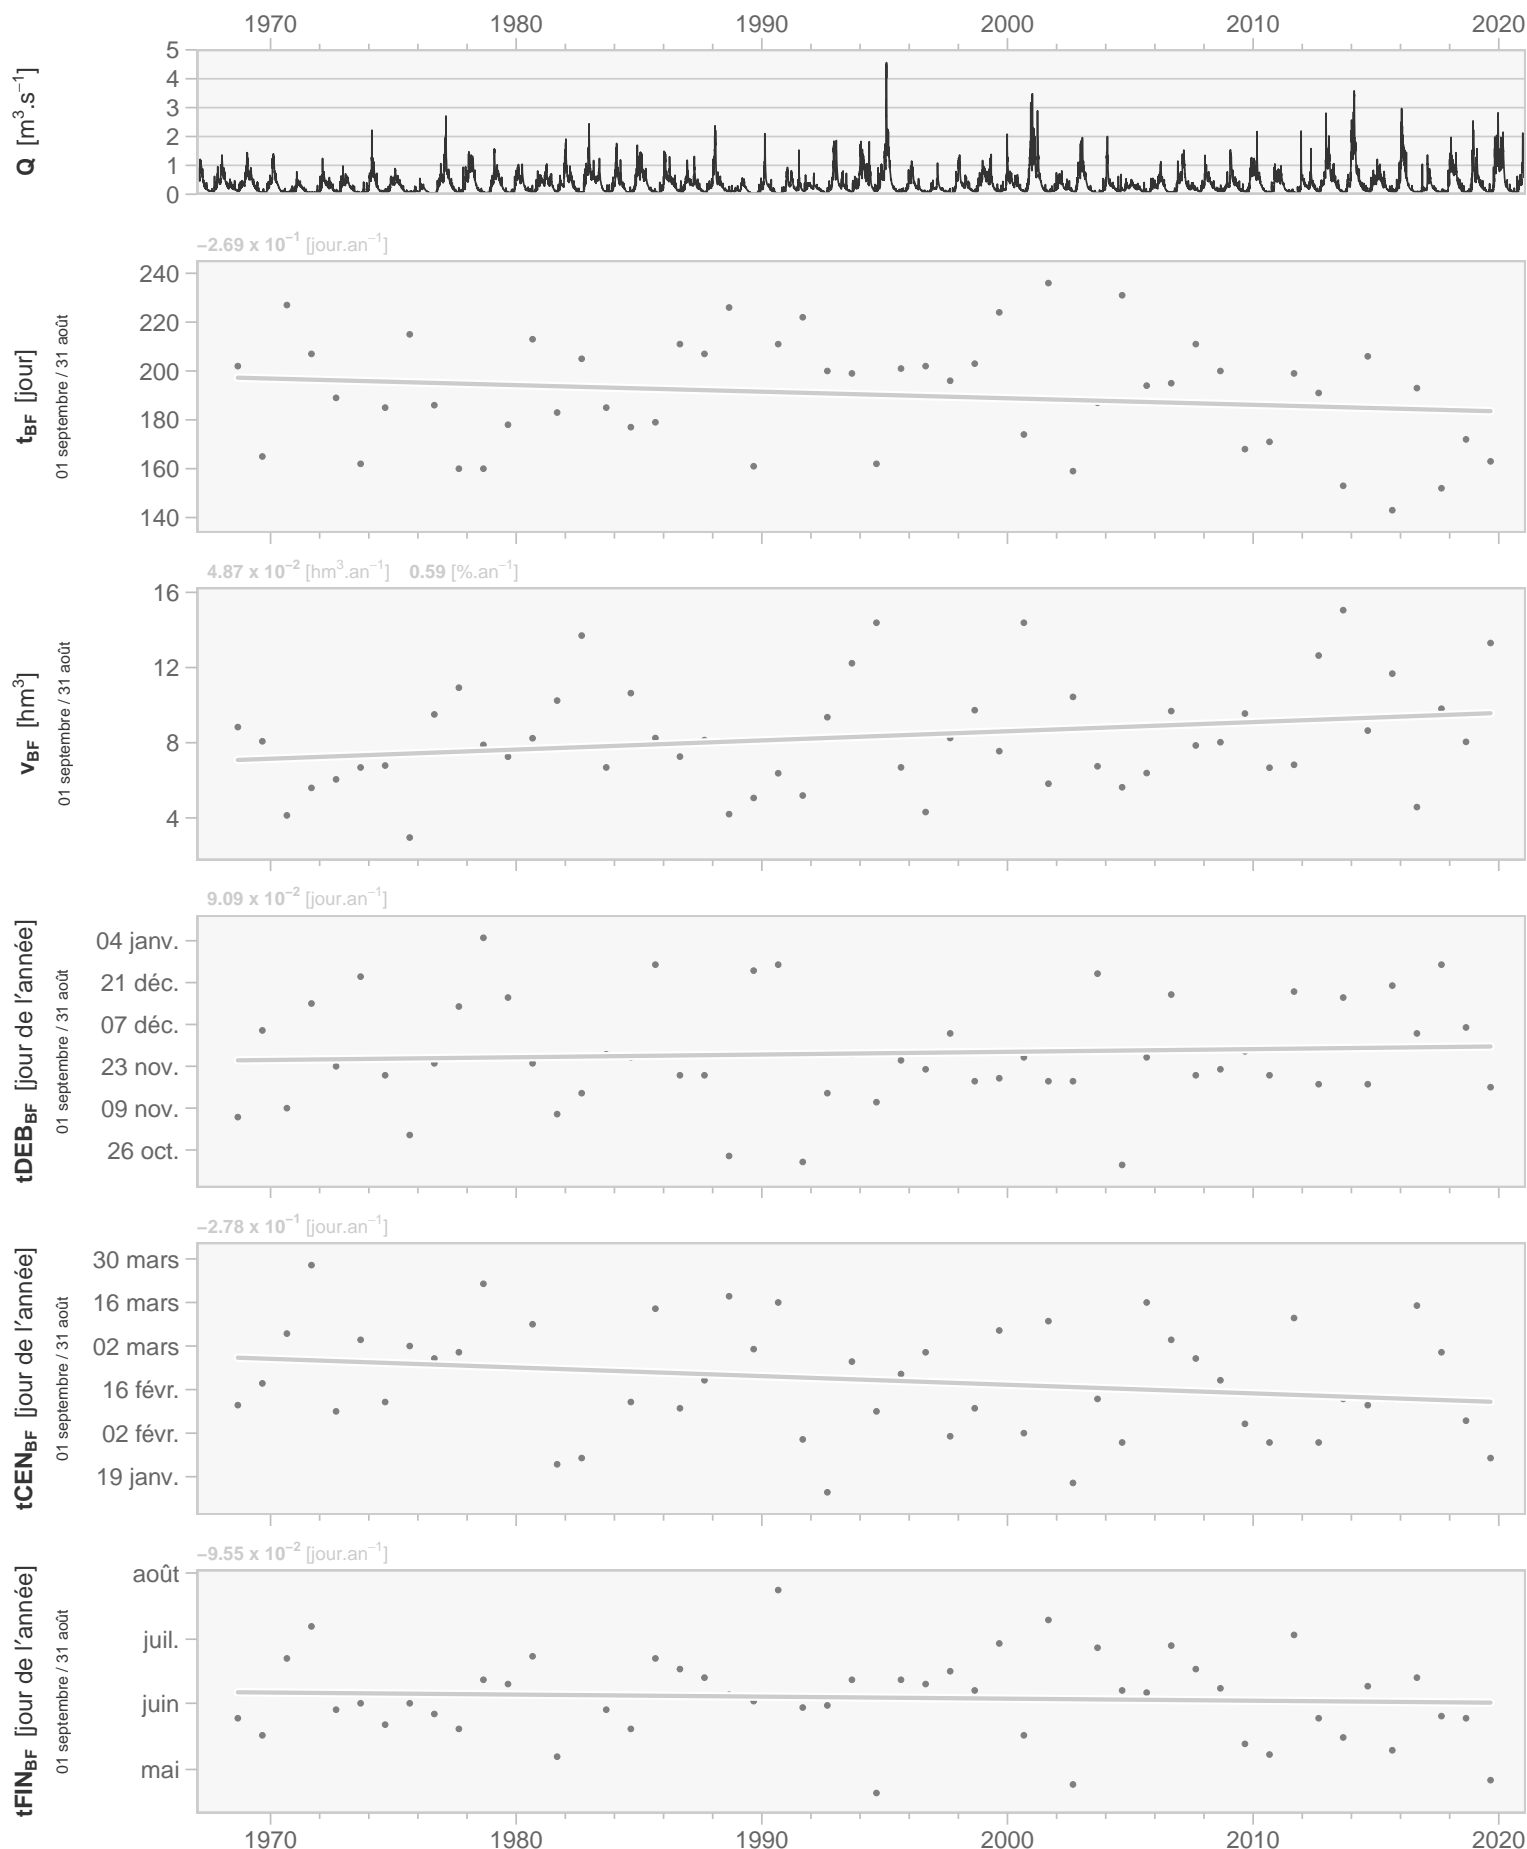 1970 1980 1990 2000 2010 2020
Q [m³.s⁻¹]
5
4
3
2
1
0
−2.69 x 10⁻¹ [jour.an⁻¹]
t_BF [jour]
01 septembre / 31 août
240
220
200
180
160
140
4.87 x 10⁻² [hm³.an⁻¹] 0.59 [%.an⁻¹]
v_BF [hm³]
01 septembre / 31 août
16
12
8
4
9.09 x 10⁻² [jour.an⁻¹]
tDEB_BF [jour de l'année]
01 septembre / 31 août
04 janv.
21 déc.
07 déc.
23 nov.
09 nov.
26 oct.
−2.78 x 10⁻¹ [jour.an⁻¹]
tCEN_BF [jour de l'année]
01 septembre / 31 août
30 mars
16 mars
02 mars
16 févr.
02 févr.
19 janv.
−9.55 x 10⁻² [jour.an⁻¹]
tFIN_BF [jour de l'année]
01 septembre / 31 août
août
juil.
juin
mai
1970 1980 1990 2000 2010 2020